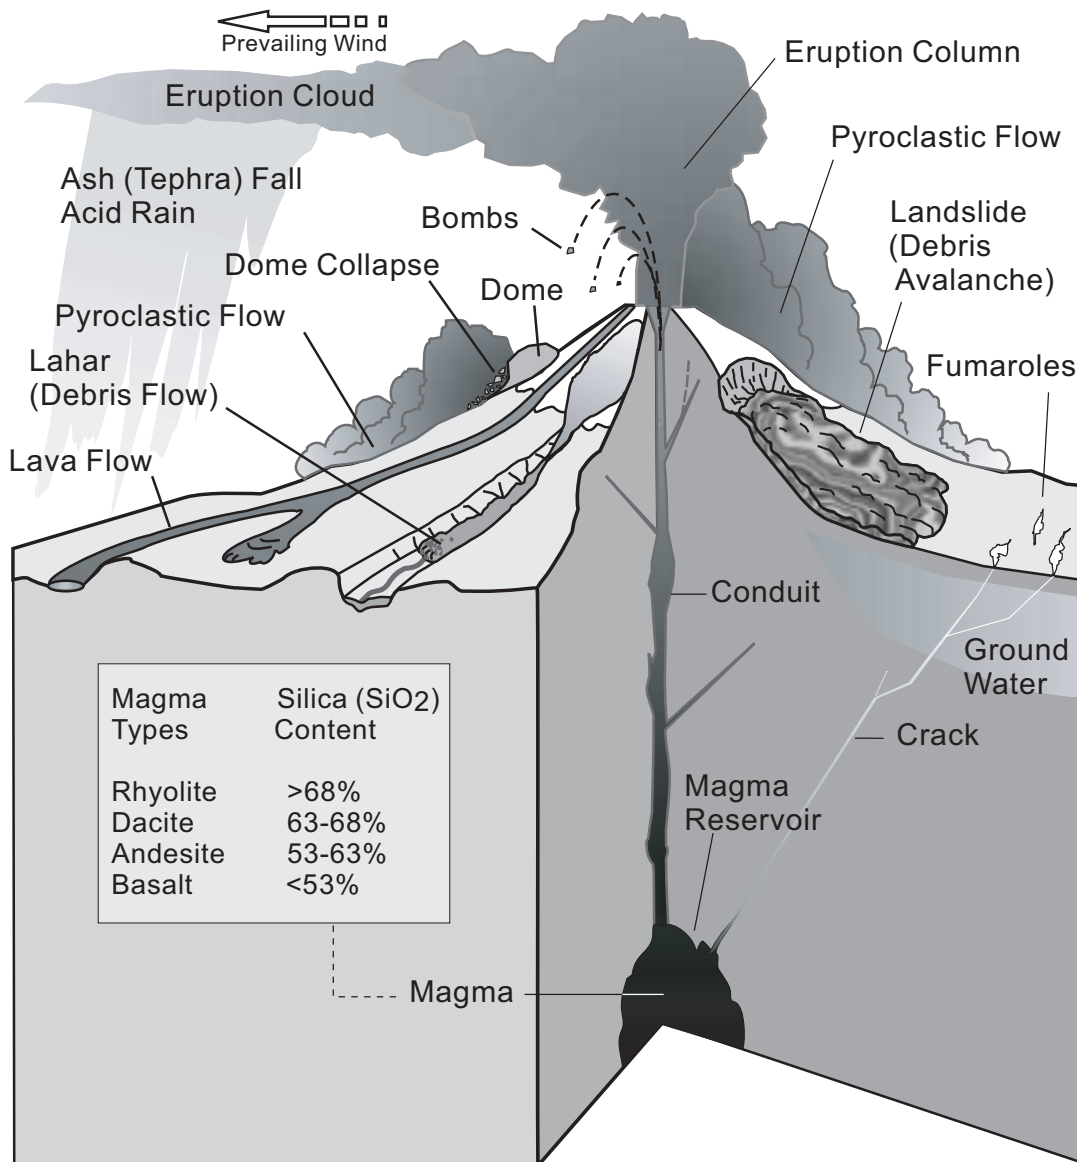 Prevailing Wind
Eruption Column
Eruption Cloud
Pyroclastic Flow
Ash (Tephra) Fall
Acid Rain
Bombs
Landslide
(Debris
Avalanche)
Dome Collapse
Dome
Pyroclastic Flow
Lahar
(Debris Flow)
Fumaroles
Lava Flow
Conduit
Ground
Water
Crack
Magma Silica (SiO2)
Types Content
Rhyolite >68%
Dacite 63-68%
Andesite 53-63%
Basalt <53%
Magma
Reservoir
Magma